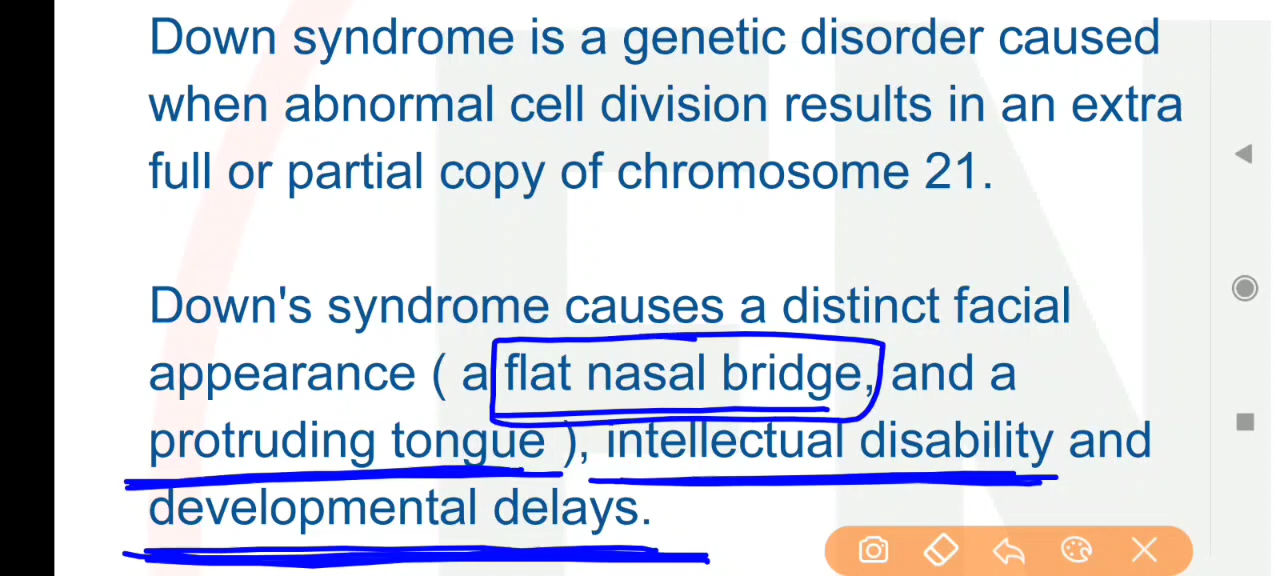 Down syndrome is a genetic disorder caused
when abnormal cell division results in an extra
full or partial copy of chromosome 21.
Down's syndrome causes a distinct facial
appearance ( a flat nasal bridge, and a
protruding tongue ), intellectual disability and
developmental delays.